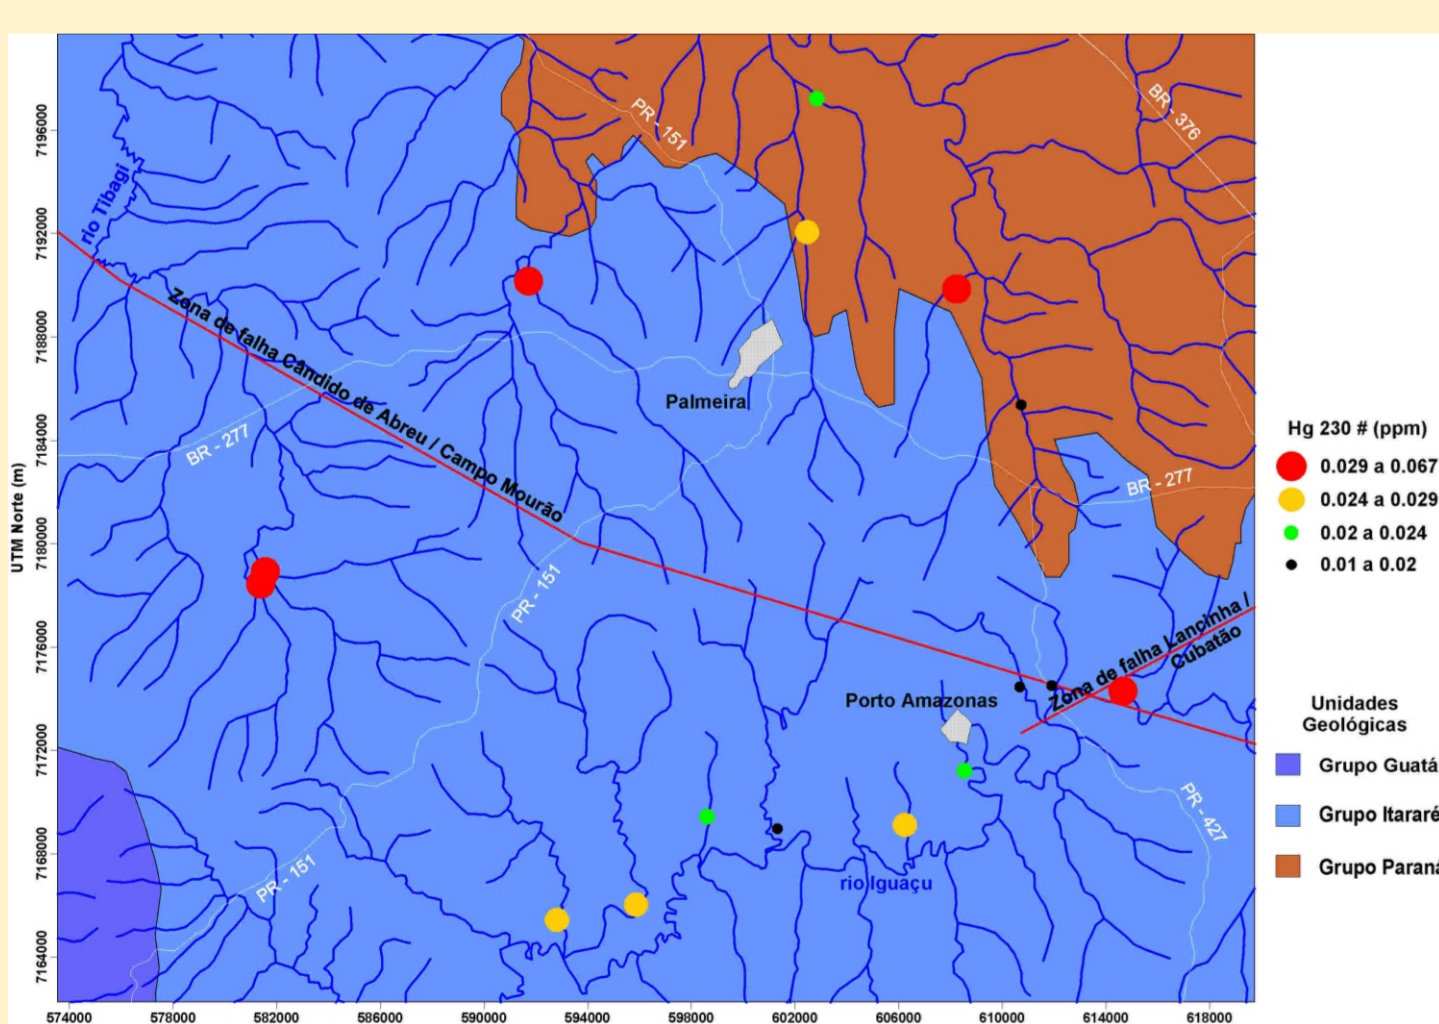 PR - 151
BR - 376
7196000
rio Tibagi
7192000
Zona de falha Cândido de Abreu / Campo Mourão
7188000
Palmeira
7184000
BR - 277
BR - 277
UTM Norte (m)
7180000
PR - 151
7176000
Zona de falha Lancinha /
Cubatão
Porto Amazonas
7172000
PR - 427
7168000
PR - 151
rio Iguaçu
7164000
574000 578000 582000 586000 590000 594000 598000 602000 606000 610000 614000 618000
Hg 230 # (ppm)
0.029 a 0.067
0.024 a 0.029
0.02 a 0.024
0.01 a 0.02
Unidades
Geológicas
Grupo Guatá
Grupo Itararé
Grupo Paraná